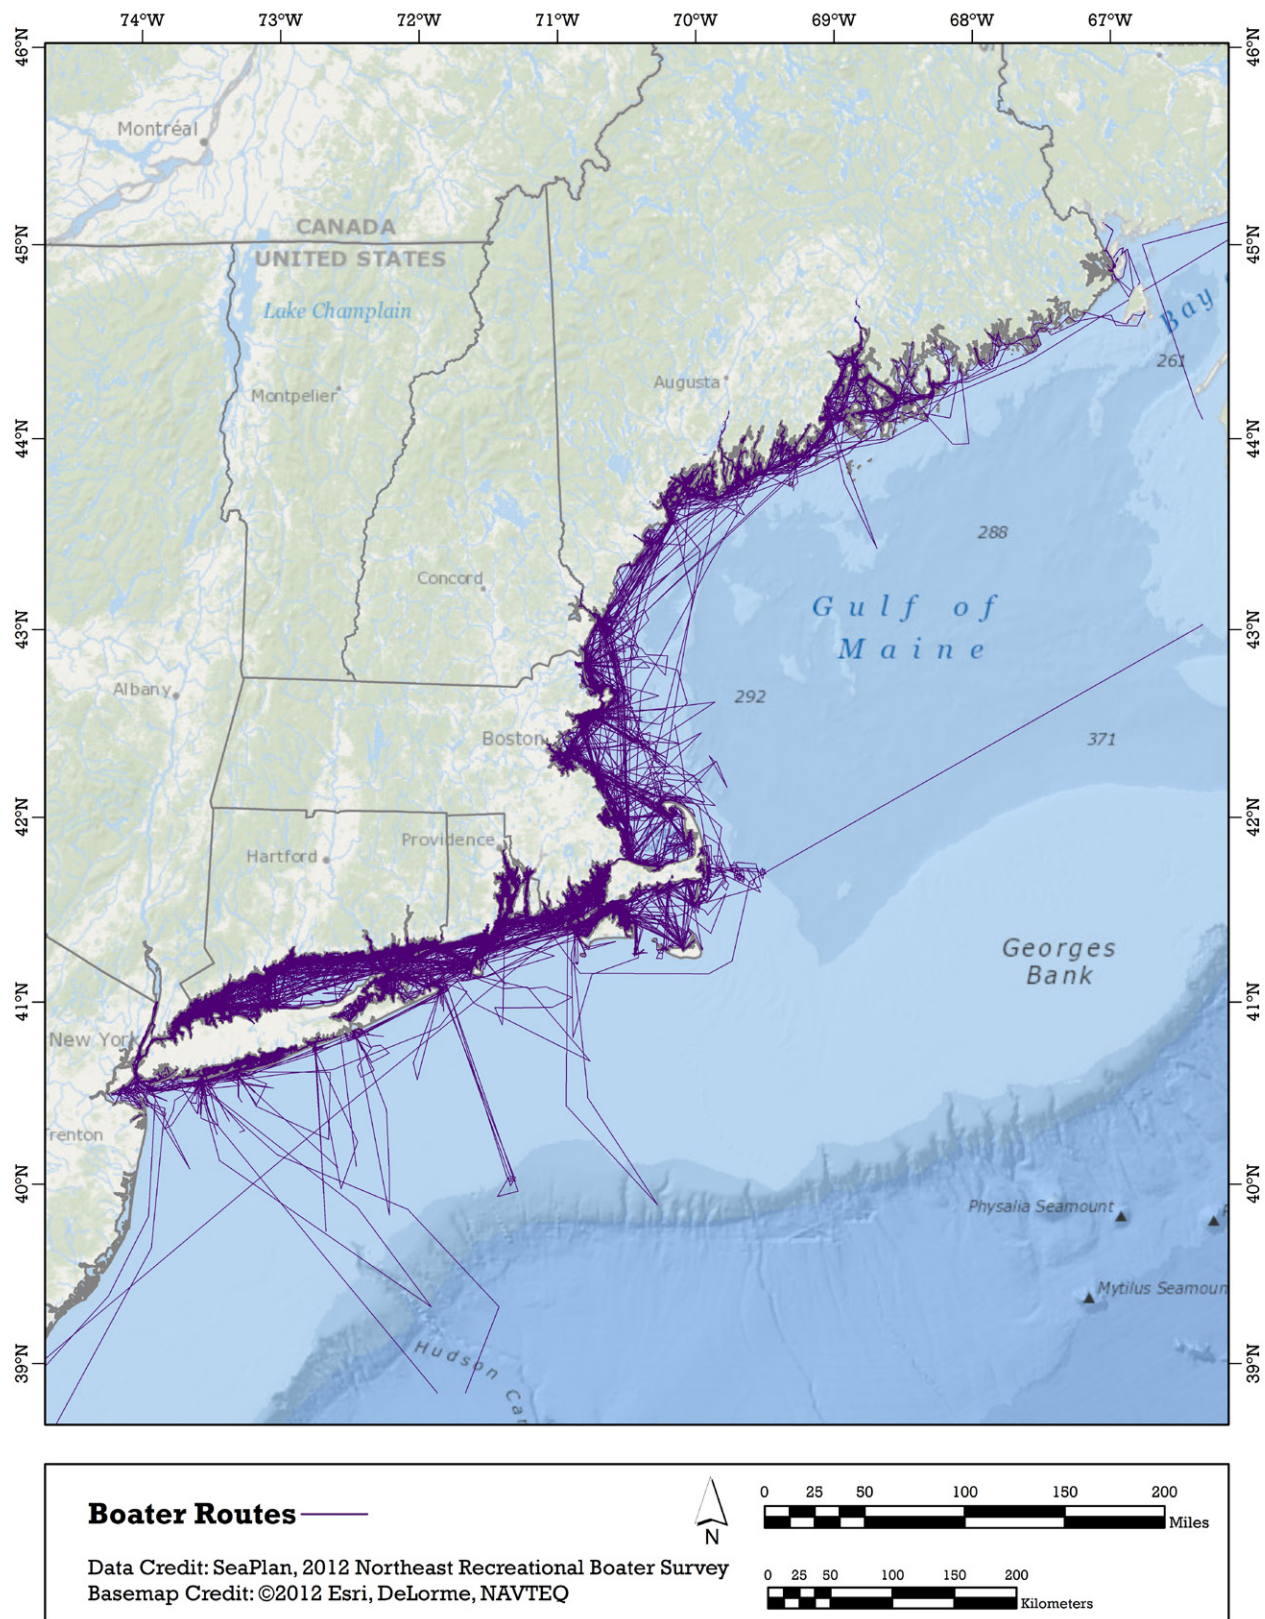 74°W 73°W 72°W 71°W 70°W 69°W 68°W 67°W
46°N 46°N
Montréal
CANADA
45°N 45°N
UNITED STATES
Lake Champlain
Bay
261
Augusta
Montpelier
44°N 44°N
288
Concord
Gulf of
43°N 43°N
Maine
Albany
292
Boston
371
42°N 42°N
Providence
Hartford
Georges
Bank
41°N 41°N
New York
renton
40°N 40°N
Physalia Seamount
Mytilus Seamoun
39°N 39°N
Hudson Ca
Boater Routes
N
0 25 50 100 150 200
Miles
Data Credit: SeaPlan, 2012 Northeast Recreational Boater Survey
Basemap Credit: ©2012 Esri, DeLorme, NAVTEQ
0 25 50 100 150 200
Kilometers